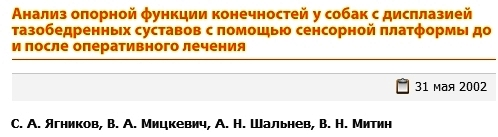 Анализ опорной функции конечностей у собак с дисплазией
тазобедренных суставов с помощью сенсорной платформы до
и после оперативного лечения
31 мая 2002
С. А. Ягников, В. А. Мицкевич, А. Н. Шальнев, В. Н. Митин